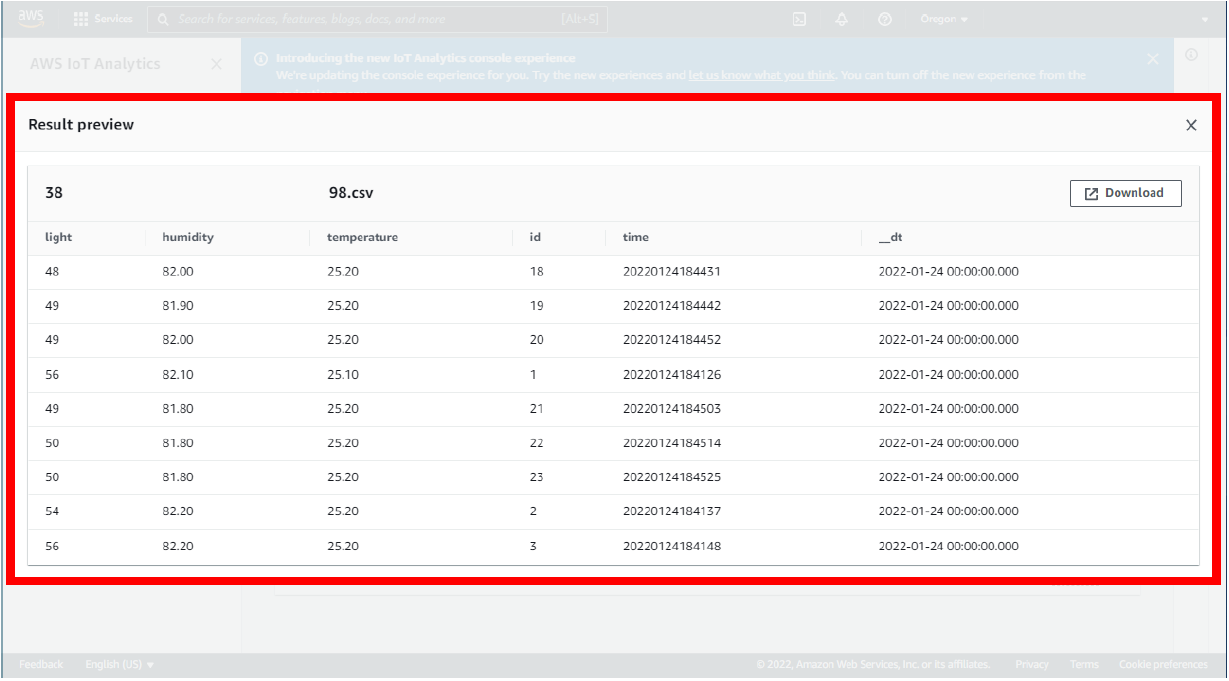 aws Services Search for services, features, blogs, docs, and more [Alt+S] Oregon
AWS IoT Analytics
Introducing the new IoT Analytics console experience
We're updating the console experience for you. Try the new experiences and let us know what you think. You can turn off the new experience from the
Result preview
38 98.csv Download
light humidity temperature id time __dt
48 82.00 25.20 18 20220124184431 2022-01-24 00:00:00.000
49 81.90 25.20 19 20220124184442 2022-01-24 00:00:00.000
49 82.00 25.20 20 20220124184452 2022-01-24 00:00:00.000
56 82.10 25.10 1 20220124184126 2022-01-24 00:00:00.000
49 81.80 25.20 21 20220124184503 2022-01-24 00:00:00.000
50 81.80 25.20 22 20220124184514 2022-01-24 00:00:00.000
50 81.80 25.20 23 20220124184525 2022-01-24 00:00:00.000
54 82.20 25.20 2 20220124184137 2022-01-24 00:00:00.000
56 82.20 25.20 3 20220124184148 2022-01-24 00:00:00.000
Feedback English (US) © 2022, Amazon Web Services, Inc. or its affiliates. Privacy Terms Cookie preferences